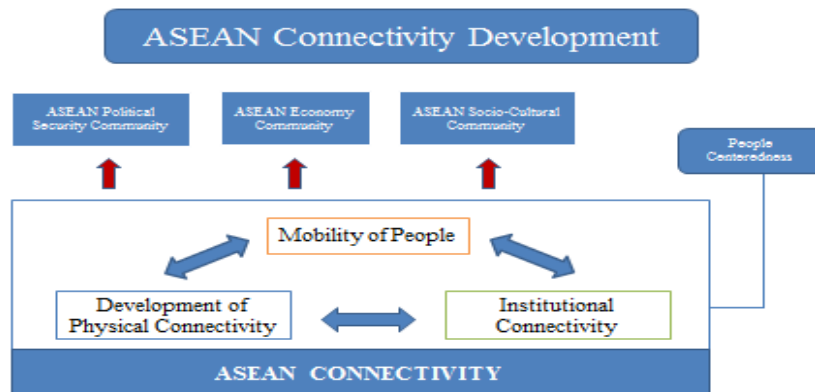 ASEAN Connectivity Development
ASEAN Political
Security Community
ASEAN Economy
Community
ASEAN Socio-Cultural
Community
People
Centeredness
Mobility of People
Development of
Physical Connectivity
Institutional
Connectivity
ASEAN CONNECTIVITY